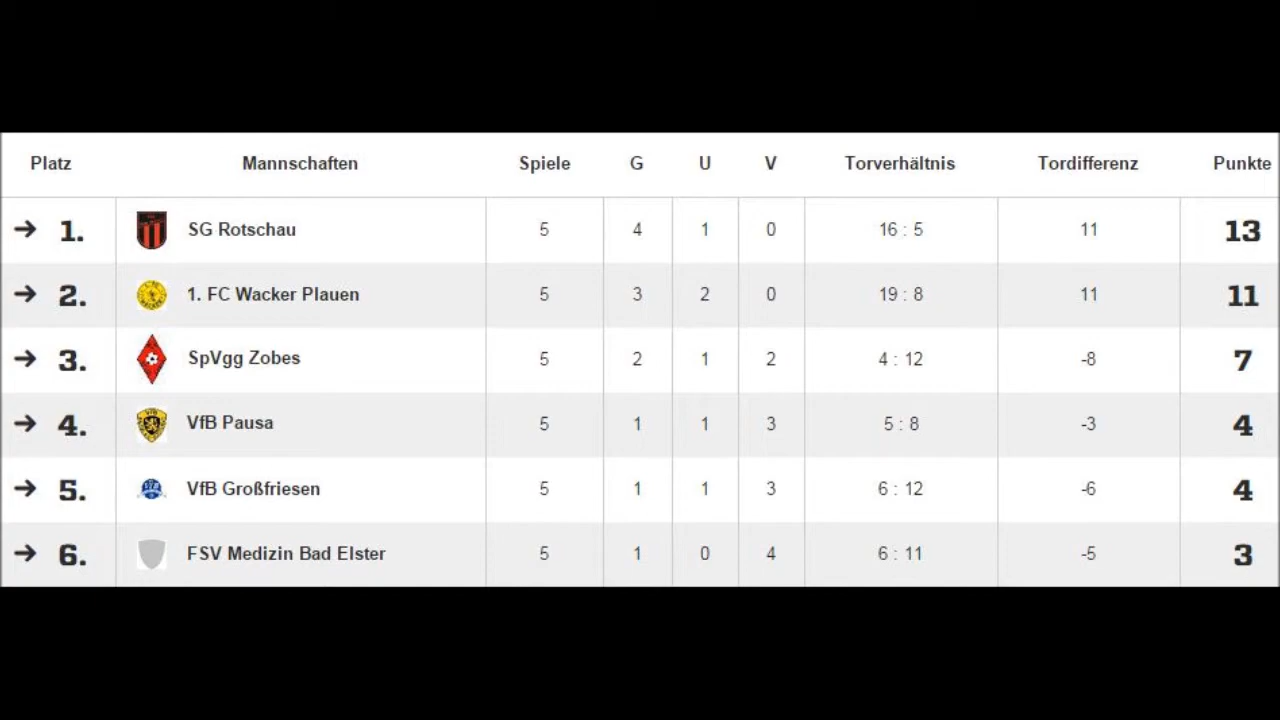 Platz Mannschaften Spiele G U V Torverhältnis Tordifferenz Punkte
1. SG Rotschau 5 4 1 0 16 : 5 11 13
2. 1. FC Wacker Plauen 5 3 2 0 19 : 8 11 11
3. SpVgg Zobes 5 2 1 2 4 : 12 -8 7
4. VfB Pausa 5 1 1 3 5 : 8 -3 4
5. VfB Großfriesen 5 1 1 3 6 : 12 -6 4
6. FSV Medizin Bad Elster 5 1 0 4 6 : 11 -5 3